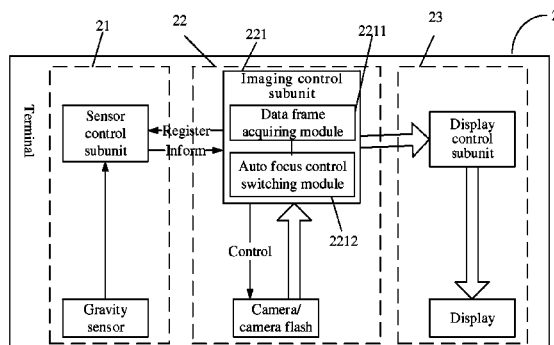 21
22
221
2211
23
2
Terminal
Imaging control
subunit
Data frame
acquiring module
Auto focus control
switching module
2212
Sensor
control
subunit
Register
Inform
Display
control
subunit
Control
Gravity
sensor
Camera/
camera flash
Display